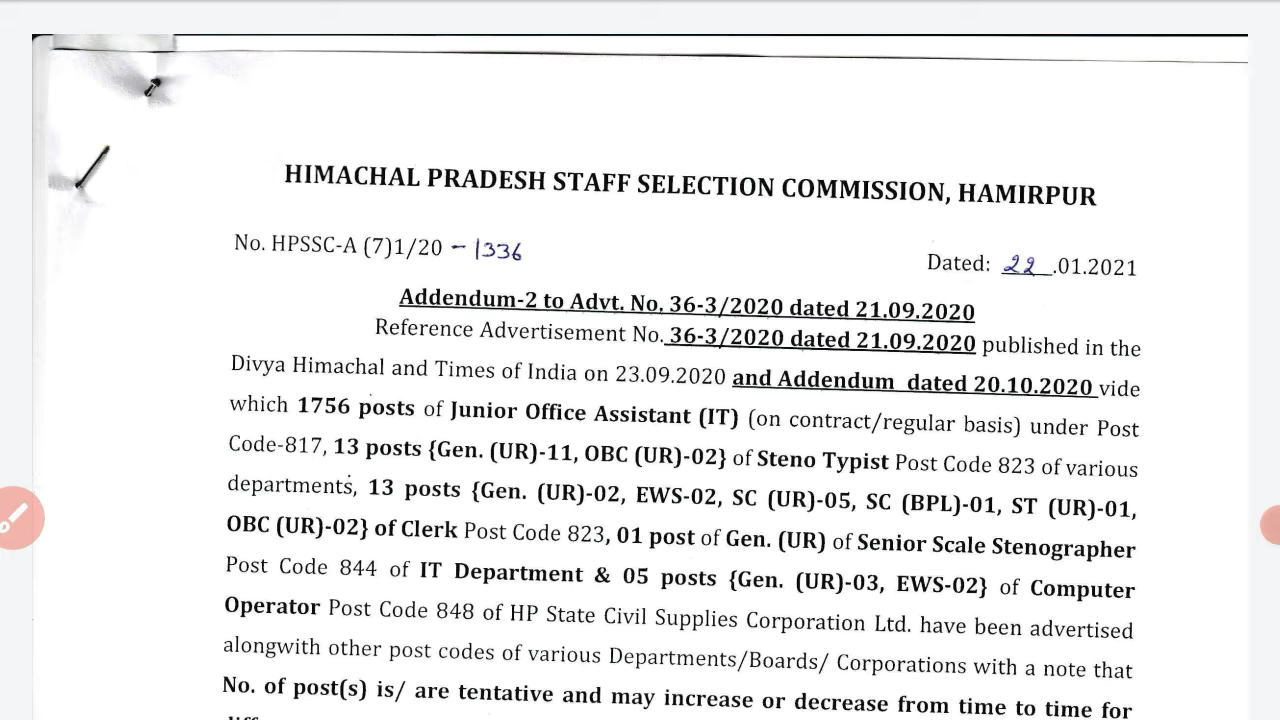 HIMACHAL PRADESH STAFF SELECTION COMMISSION, HAMIRPUR
No. HPSSC-A (7)1/20 - 1336
Dated: 22 .01.2021
Addendum-2 to Advt. No. 36-3/2020 dated 21.09.2020
Reference Advertisement No. 36-3/2020 dated 21.09.2020 published in the
Divya Himachal and Times of India on 23.09.2020 and Addendum dated 20.10.2020 vide
which 1756 posts of Junior Office Assistant (IT) (on contract/regular basis) under Post
Code-817, 13 posts {Gen. (UR)-11, OBC (UR)-02} of Steno Typist Post Code 823 of various
departments, 13 posts {Gen. (UR)-02, EWS-02, SC (UR)-05, SC (BPL)-01, ST (UR)-01,
OBC (UR)-02} of Clerk Post Code 823, 01 post of Gen. (UR) of Senior Scale Stenographer
Post Code 844 of IT Department & 05 posts {Gen. (UR)-03, EWS-02} of Computer
Operator Post Code 848 of HP State Civil Supplies Corporation Ltd. have been advertised
alongwith other post codes of various Departments/Boards/ Corporations with a note that
No. of post(s) is/ are tentative and may increase or decrease from time to time for